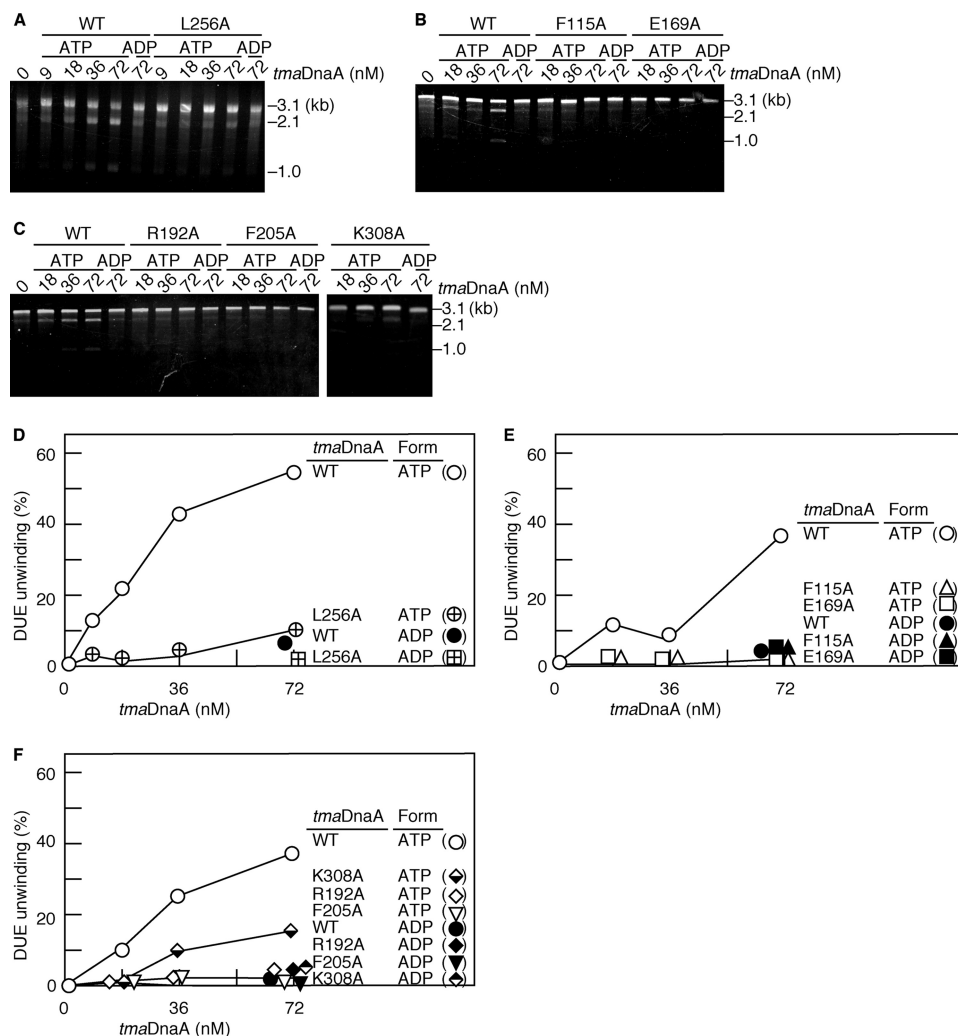 A
WT L256A
ATP ADP ATP ADP
0 9 18 36 72 72 9 18 36 72 72 tmaDnaA (nM)
–3.1 (kb)
–2.1
–1.0
B
WT F115A E169A
ATP ADP ATP ADP ATP ADP
0 18 36 72 72 18 36 72 72 18 36 72 72 tmaDnaA (nM)
–3.1 (kb)
–2.1
–1.0
C
WT R192A F205A K308A
ATP ADP ATP ADP ATP ADP ATP ADP
0 18 36 72 72 18 36 72 72 18 36 72 72 18 36 72 72 tmaDnaA (nM)
–3.1 (kb)
–2.1
–1.0
D
DUE unwinding (%)
60
40
20
0
0 36 72
tmaDnaA (nM)
tmaDnaA Form
WT ATP (○)
L256A ATP (⊕)
WT ADP (●)
L256A ADP (⊞)
E
DUE unwinding (%)
60
40
20
0
0 36 72
tmaDnaA (nM)
tmaDnaA Form
WT ATP (○)
F115A ATP (△)
E169A ATP (□)
WT ADP (●)
F115A ADP (▲)
E169A ADP (■)
F
DUE unwinding (%)
60
40
20
0
0 36 72
tmaDnaA (nM)
tmaDnaA Form
WT ATP (○)
K308A ATP (⬙)
R192A ATP (◇)
F205A ATP (▽)
WT ADP (●)
R192A ADP (◆)
F205A ADP (▼)
K308A ADP (⬘)